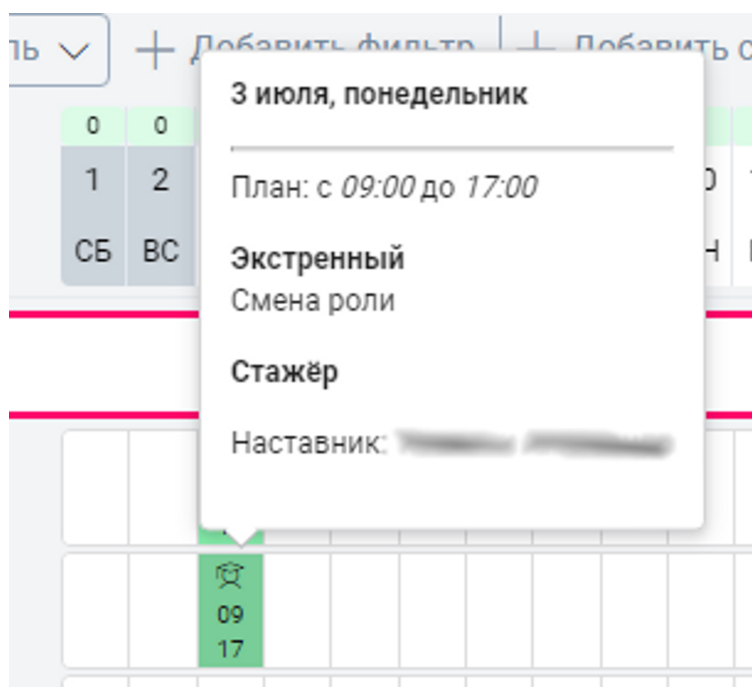 ль
Добавить фильтр
Добавить с
3 июля, понедельник
0 0
1 2
СБ ВС
План: с 09:00 до 17:00
Экстренный
Смена роли
Стажёр
Наставник:
09
17